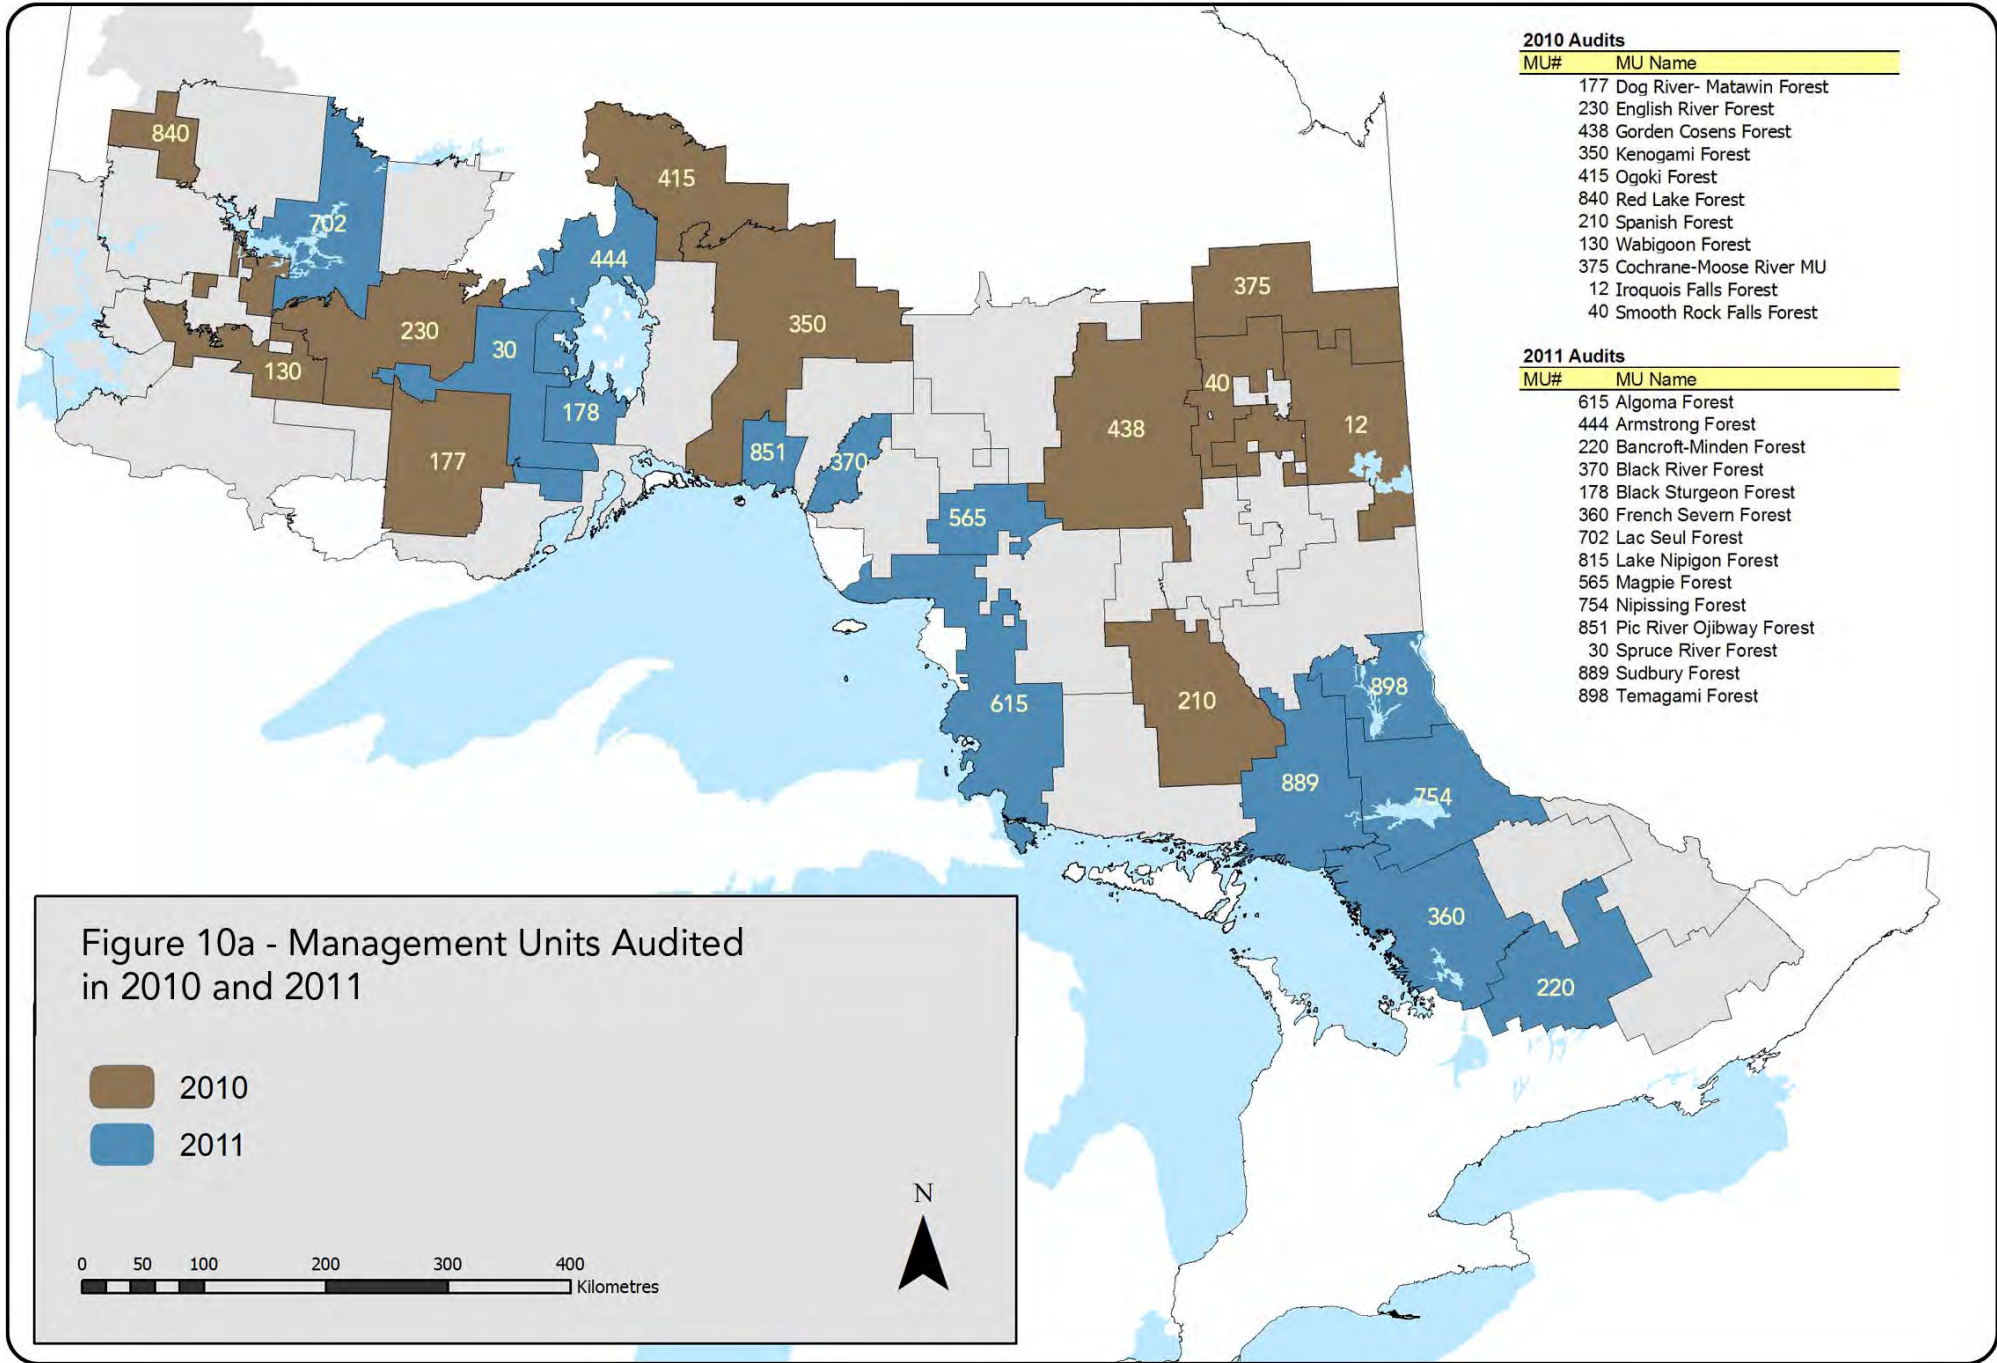 2010 Audits
MU# MU Name
177 Dog River- Matawin Forest
230 English River Forest
438 Gorden Cosens Forest
350 Kenogami Forest
415 Ogoki Forest
840 Red Lake Forest
210 Spanish Forest
130 Wabigoon Forest
375 Cochrane-Moose River MU
12 Iroquois Falls Forest
40 Smooth Rock Falls Forest
2011 Audits
MU# MU Name
615 Algoma Forest
444 Armstrong Forest
220 Bancroft-Minden Forest
370 Black River Forest
178 Black Sturgeon Forest
360 French Severn Forest
702 Lac Seul Forest
815 Lake Nipigon Forest
565 Magpie Forest
754 Nipissing Forest
851 Pic River Ojibway Forest
30 Spruce River Forest
889 Sudbury Forest
898 Temagami Forest
840
415
702
444
375
350
230
30
130
40
178
12
438
851
370
177
565
898
210
615
889
754
360
220
Figure 10a - Management Units Audited
in 2010 and 2011
2010
2011
N
0 50 100 200 300 400
Kilometres